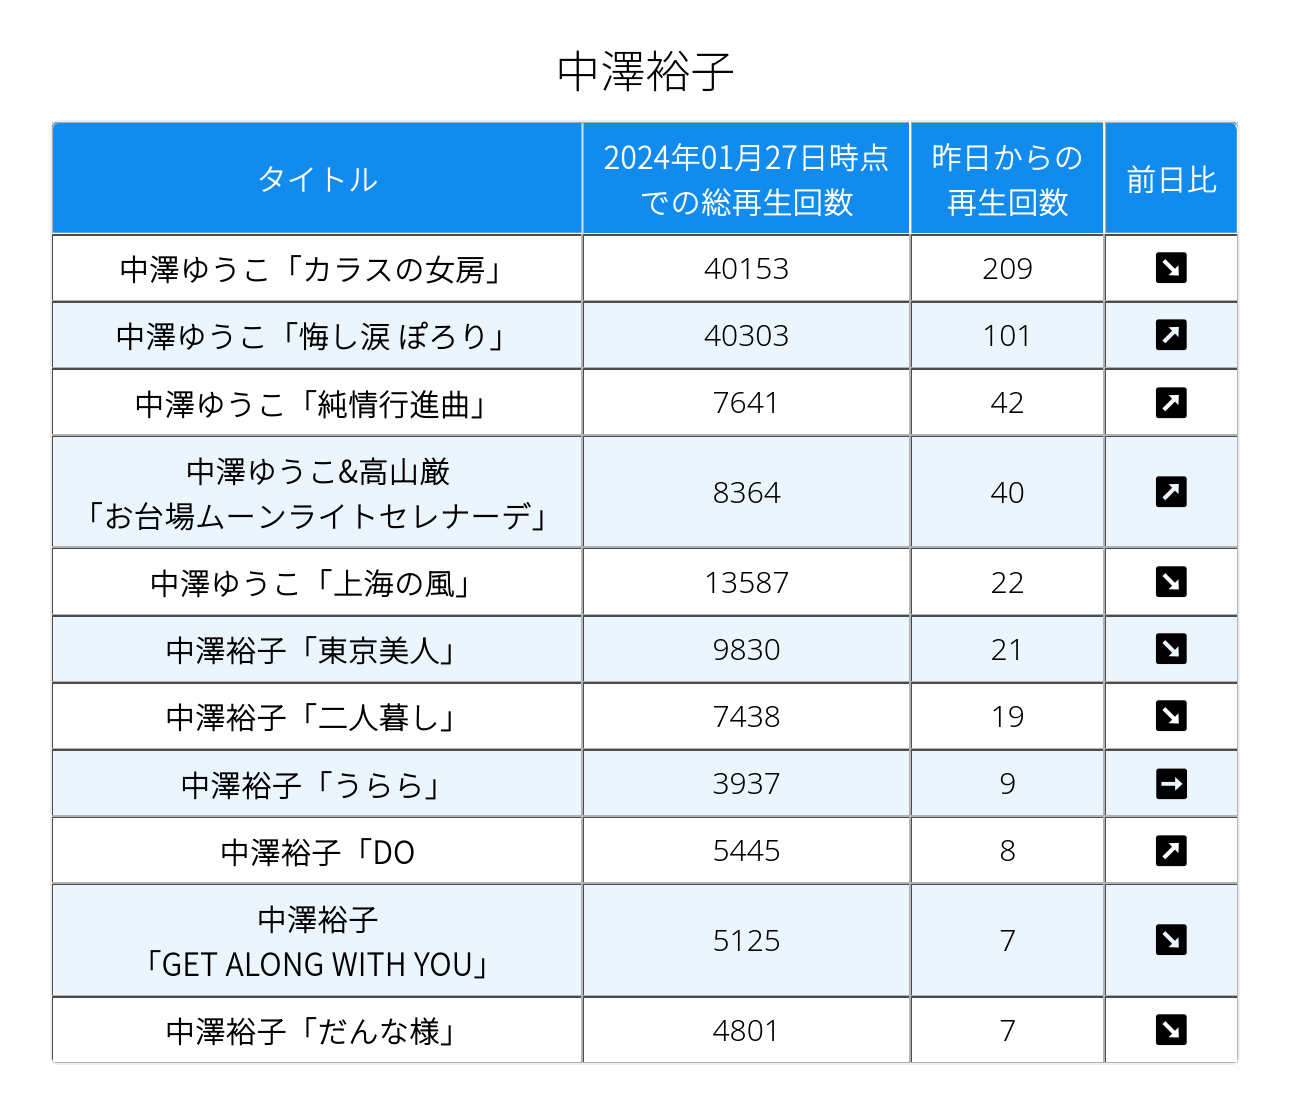 中澤裕子
タイトル
2024年01月27日時点
での総再生回数
昨日からの
再生回数
前日比
中澤ゆうこ「カラスの女房」
40153
209
中澤ゆうこ「悔し涙 ぽろり」
40303
101
中澤ゆうこ「純情行進曲」
7641
42
中澤ゆうこ&高山厳
「お台場ムーンライトセレナーデ」
8364
40
中澤ゆうこ「上海の風」
13587
22
中澤裕子「東京美人」
9830
21
中澤裕子「二人暮し」
7438
19
中澤裕子「うらら」
3937
9
中澤裕子「DO
5445
8
中澤裕子
「GET ALONG WITH YOU」
5125
7
中澤裕子「だんな様」
4801
7